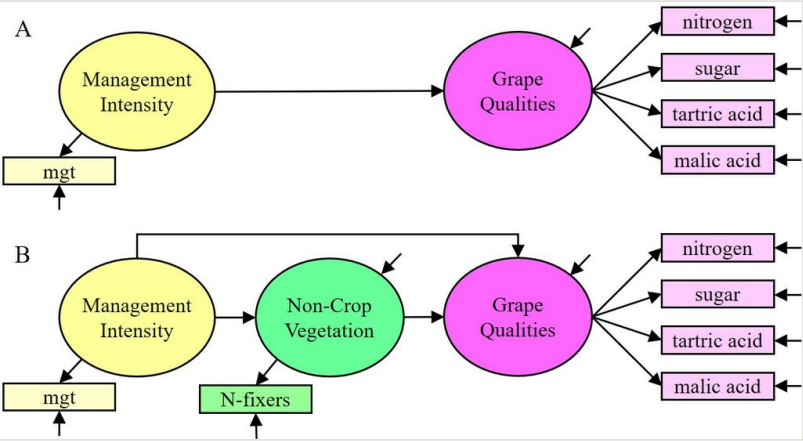 A
Management
Intensity
Grape
Qualities
nitrogen
sugar
tartric acid
malic acid
mgt
B
Management
Intensity
Non-Crop
Vegetation
Grape
Qualities
nitrogen
sugar
tartric acid
malic acid
mgt
N-fixers